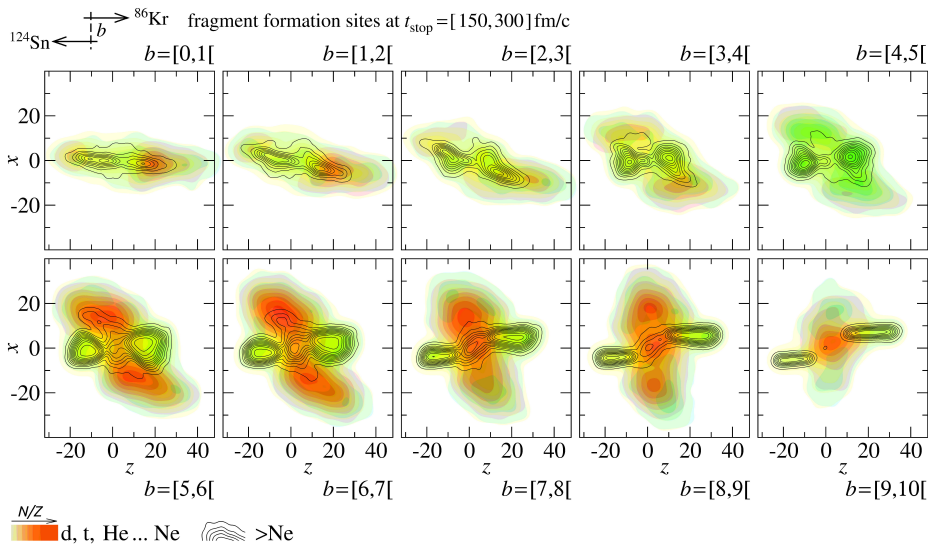 ⁸⁶Kr fragment formation sites at t_stop=[150,300]fm/c
b
¹²⁴Sn
b=[0,1[ b=[1,2[ b=[2,3[ b=[3,4[ b=[4,5[
20
x 0
-20
20
x 0
-20
-20 0 20 40 -20 0 20 40 -20 0 20 40 -20 0 20 40 -20 0 20 40
z z z z z
b=[5,6[ b=[6,7[ b=[7,8[ b=[8,9[ b=[9,10[
N/Z
d, t, He... Ne >Ne